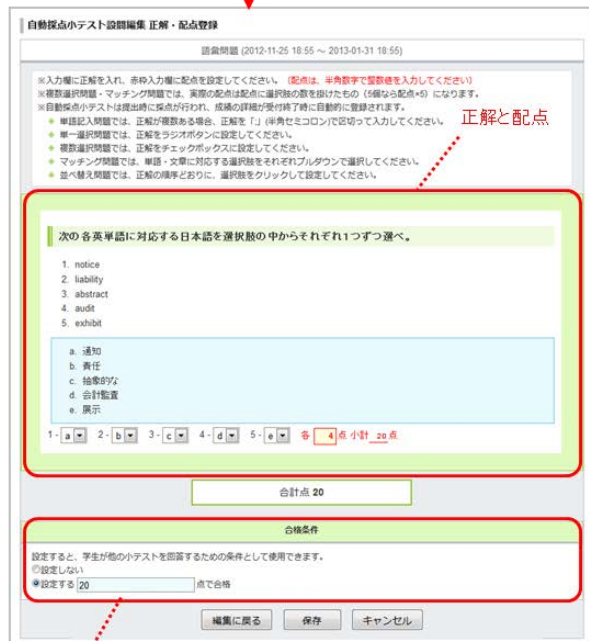 自動採点小テスト設問編集 正解・配点登録
語彙問題 (2012-11-25 18:55 ～ 2013-01-31 18:55)
※入力欄に正解を入れ、赤枠入力欄に配点を設定してください。(配点は、半角数字で整数値を入力してください)
※複数選択問題・マッチング問題では、実際の配点は配点に選択肢の数を掛けたもの（5個なら配点×5）になります。
※自動採点小テストは提出時に採点が行われ、成績の詳細が受付終了時に自動的に登録されます。
単語記入問題では、正解が複数ある場合、正解を「;」(半角セミコロン)で区切って入力してください。
正解と配点
単一選択問題では、正解をラジオボタンに設定してください。
複数選択問題では、正解をチェックボックスに設定してください。
マッチング問題では、単語・文章に対応する選択肢をそれぞれプルダウンで選択してください。
並べ替え問題では、正解の順序どおりに、選択肢をクリックして設定してください。
次の各英単語に対応する日本語を選択肢の中からそれぞれ1つずつ選べ。
1. notice
2. liability
3. abstract
4. audit
5. exhibit
a. 通知
b. 責任
c. 抽象的な
d. 会計監査
e. 展示
1 - a 2 - b 3 - c 4 - d 5 - e 各 4 点 小計 20 点
合計点 20
合格条件
設定すると、学生が他の小テストを回答するための条件として使用できます。
設定しない
設定する 20 点で合格
編集に戻る 保存 キャンセル